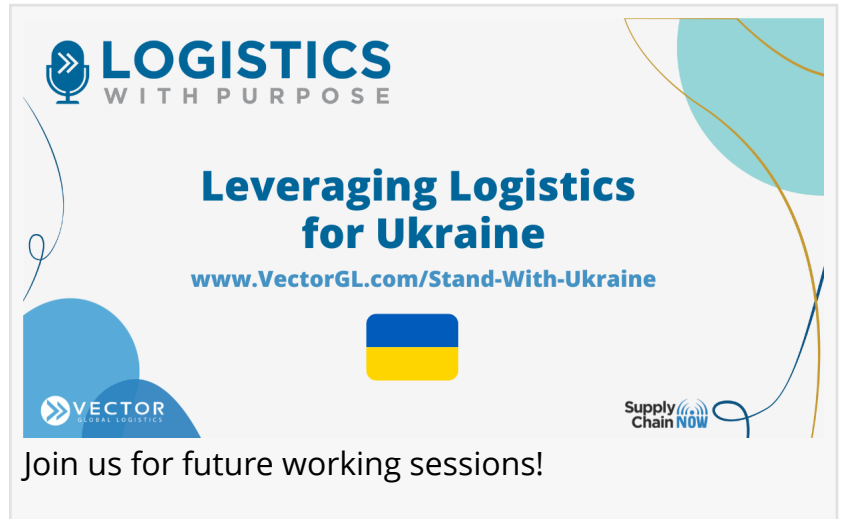 LOGISTICS
WITH PURPOSE
Leveraging Logistics
for Ukraine
www.VectorGL.com/Stand-With-Ukraine
VECTOR
GLOBAL LOGISTICS
Supply
Chain NOW
Join us for future working sessions!